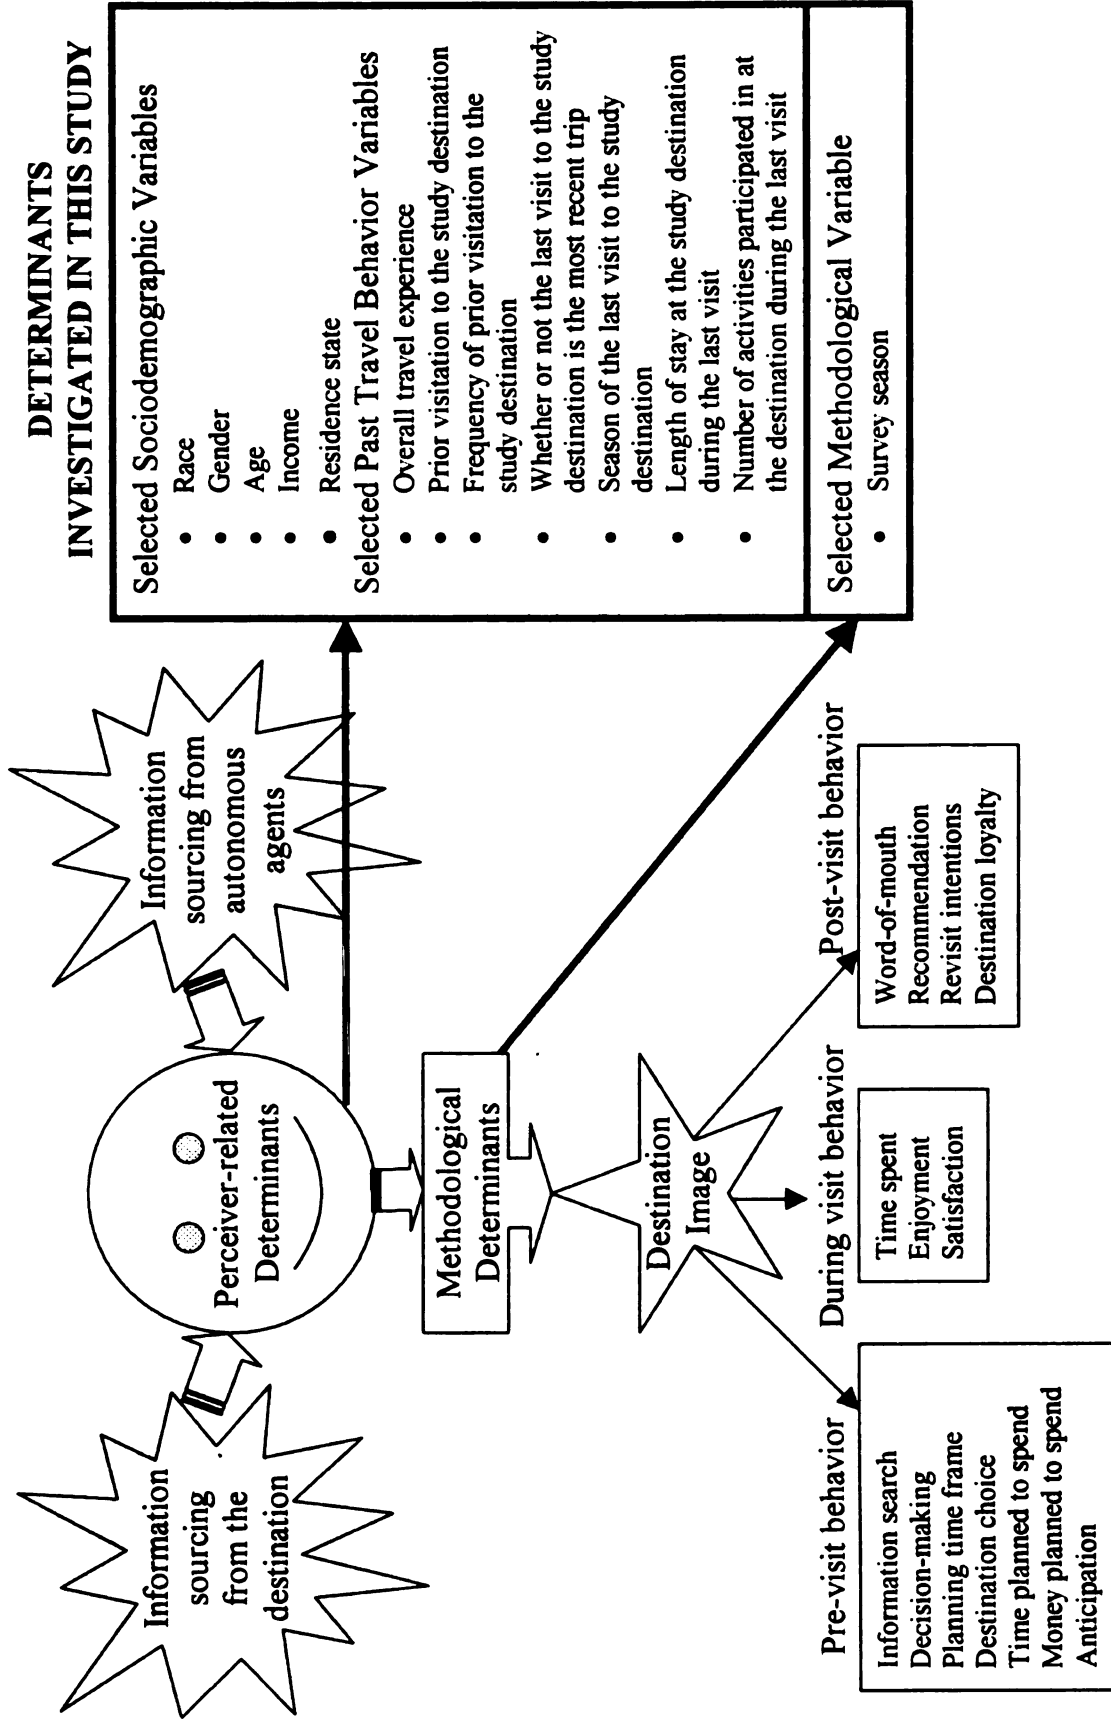 DETERMINANTS
INVESTIGATED IN THIS STUDY
Information
sourcing
from the
destination
Perceiver-related
Determinants
Information
sourcing from
autonomous
agents
Methodological
Determinants
Destination
Image
Pre-visit behavior
Information search
Decision-making
Planning time frame
Destination choice
Time planned to spend
Money planned to spend
Anticipation
During visit behavior
Time spent
Enjoyment
Satisfaction
Post-visit behavior
Word-of-mouth
Recommendation
Revisit intentions
Destination loyalty
Selected Sociodemographic Variables
• Race
• Gender
• Age
• Income
• Residence state
Selected Past Travel Behavior Variables
• Overall travel experience
• Prior visitation to the study destination
• Frequency of prior visitation to the
study destination
• Whether or not the last visit to the study
destination is the most recent trip
• Season of the last visit to the study
destination
• Length of stay at the study destination
during the last visit
• Number of activities participated in at
the destination during the last visit
Selected Methodological Variable
• Survey season